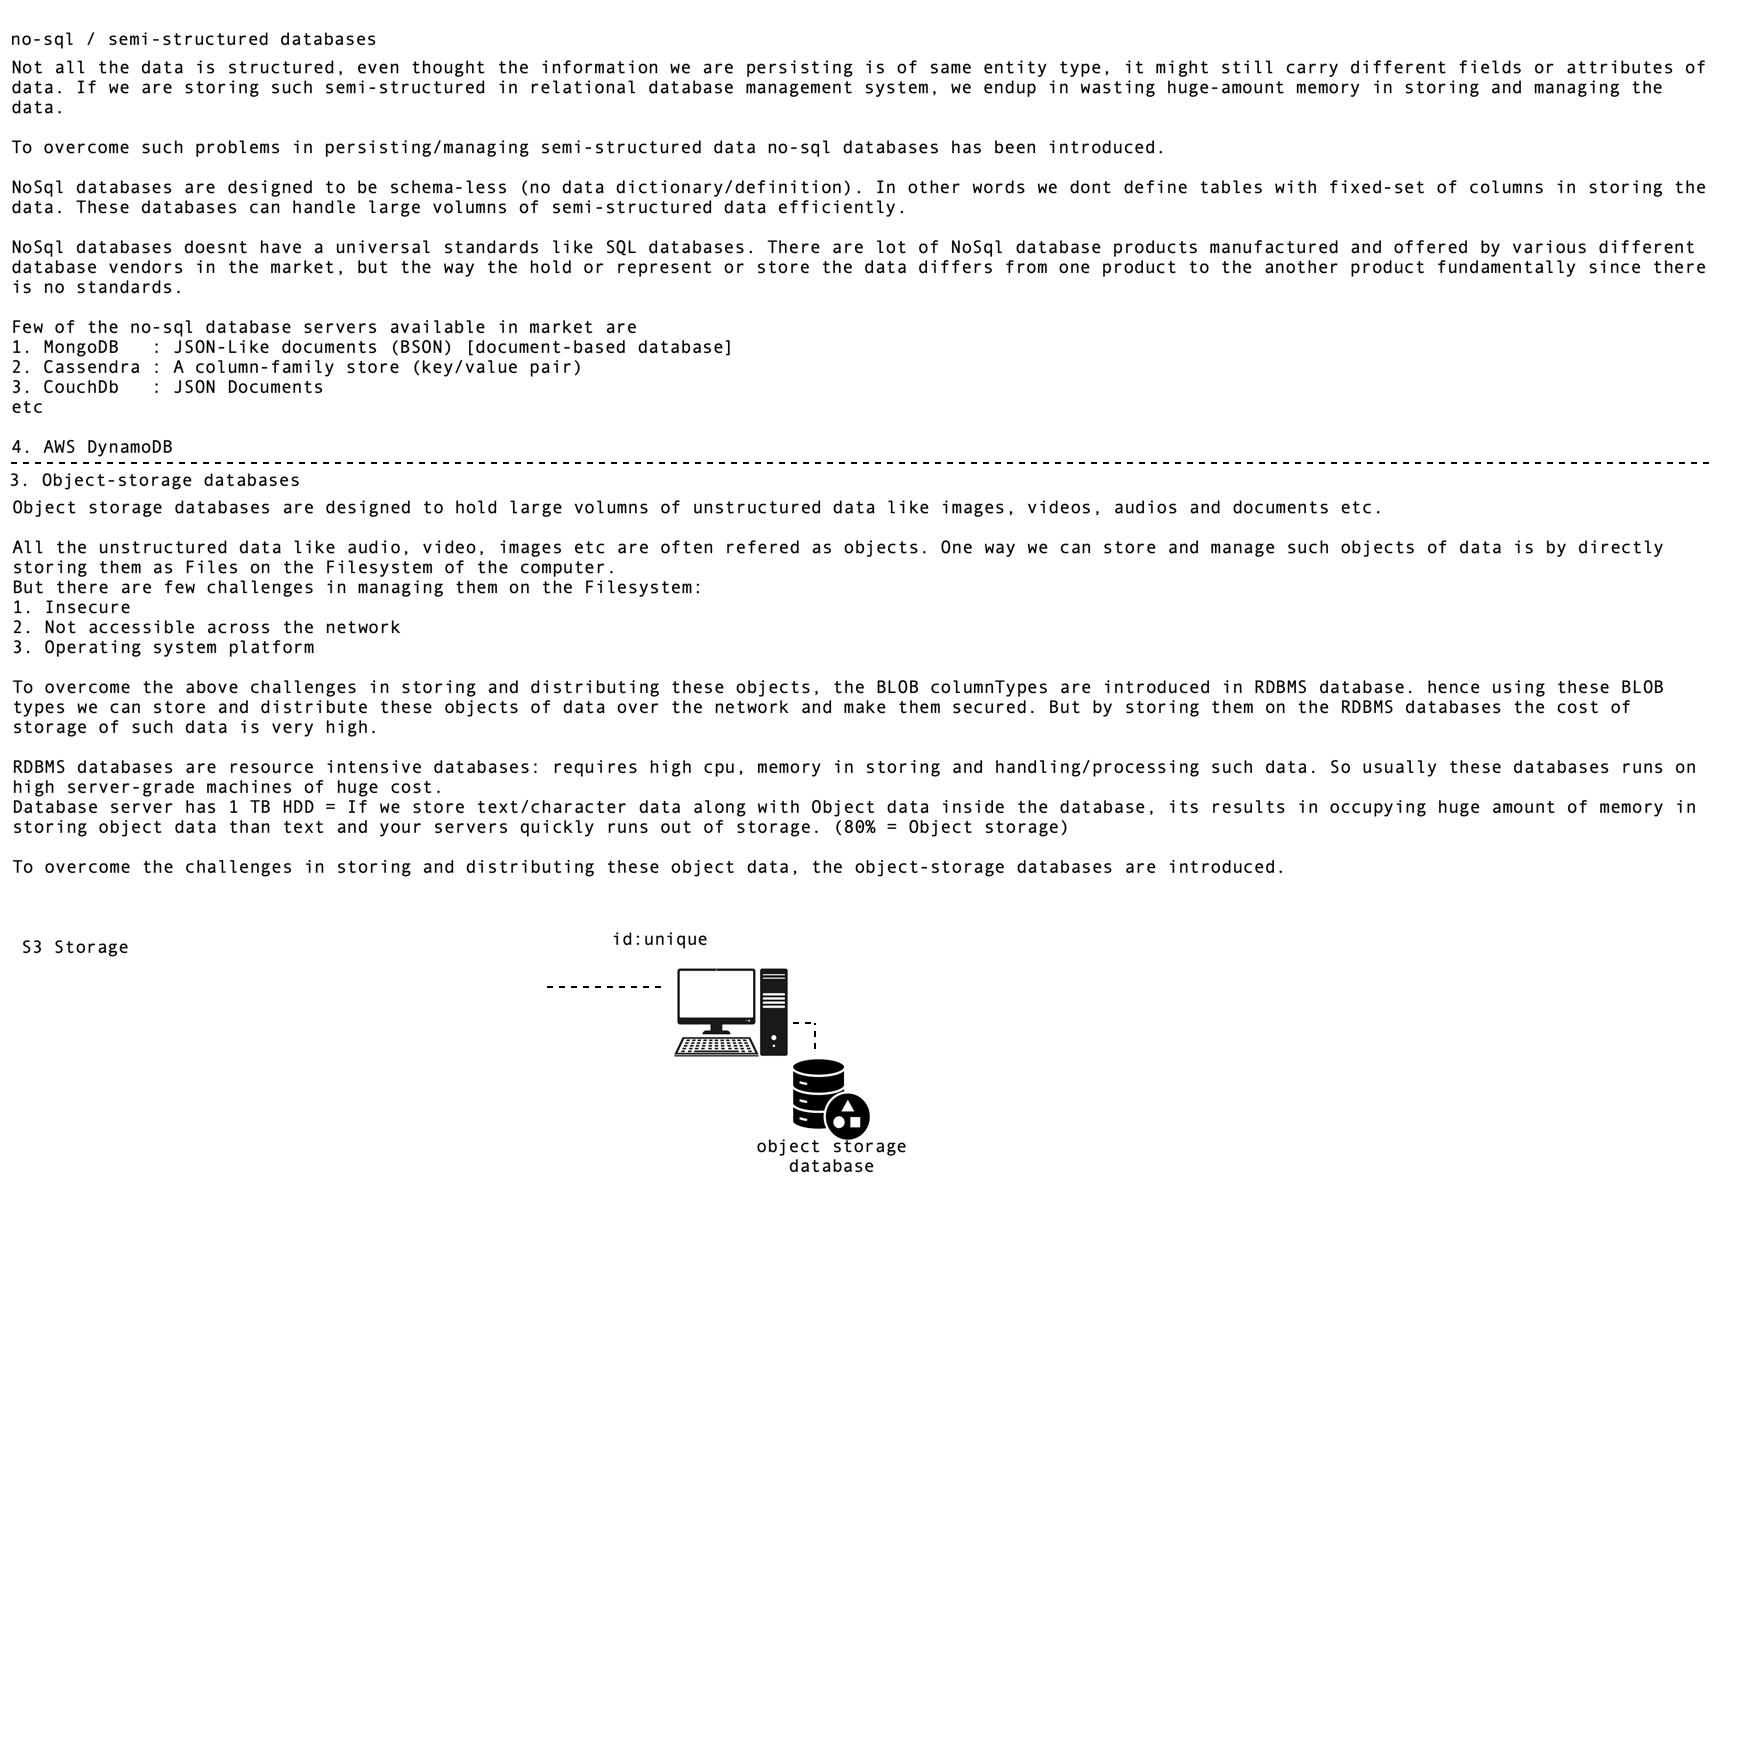 no-sql / semi-structured databases
Not all the data is structured, even thought the information we are persisting is of same entity type, it might still carry different fields or attributes of
data. If we are storing such semi-structured in relational database management system, we endup in wasting huge-amount memory in storing and managing the
data.
To overcome such problems in persisting/managing semi-structured data no-sql databases has been introduced.
NoSql databases are designed to be schema-less (no data dictionary/definition). In other words we dont define tables with fixed-set of columns in storing the
data. These databases can handle large volumns of semi-structured data efficiently.
NoSql databases doesnt have a universal standards like SQL databases. There are lot of NoSql database products manufactured and offered by various different
database vendors in the market, but the way the hold or represent or store the data differs from one product to the another product fundamentally since there
is no standards.
Few of the no-sql database servers available in market are
1. MongoDB   : JSON-Like documents (BSON) [document-based database]
2. Cassendra : A column-family store (key/value pair)
3. CouchDb   : JSON Documents
etc
4. AWS DynamoDB
3. Object-storage databases
Object storage databases are designed to hold large volumns of unstructured data like images, videos, audios and documents etc.
All the unstructured data like audio, video, images etc are often refered as objects. One way we can store and manage such objects of data is by directly
storing them as Files on the Filesystem of the computer.
But there are few challenges in managing them on the Filesystem:
1. Insecure
2. Not accessible across the network
3. Operating system platform
To overcome the above challenges in storing and distributing these objects, the BLOB columnTypes are introduced in RDBMS database. hence using these BLOB
types we can store and distribute these objects of data over the network and make them secured. But by storing them on the RDBMS databases the cost of
storage of such data is very high.
RDBMS databases are resource intensive databases: requires high cpu, memory in storing and handling/processing such data. So usually these databases runs on
high server-grade machines of huge cost.
Database server has 1 TB HDD = If we store text/character data along with Object data inside the database, its results in occupying huge amount of memory in
storing object data than text and your servers quickly runs out of storage. (80% = Object storage)
To overcome the challenges in storing and distributing these object data, the object-storage databases are introduced.
S3 Storage
id:unique
object storage
database